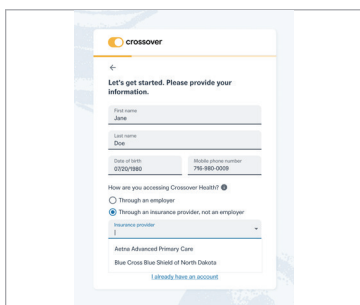 crossover
Let's get started. Please provide your
information.
First name
Jane
Last name
Doe
Date of birth
07/20/1980
Mobile phone number
716-980-0009
How are you accessing Crossover Health?
Through an employer
Through an insurance provider, not an employer
Insurance provider
Aetna Advanced Primary Care
Blue Cross Blue Shield of North Dakota
I already have an account